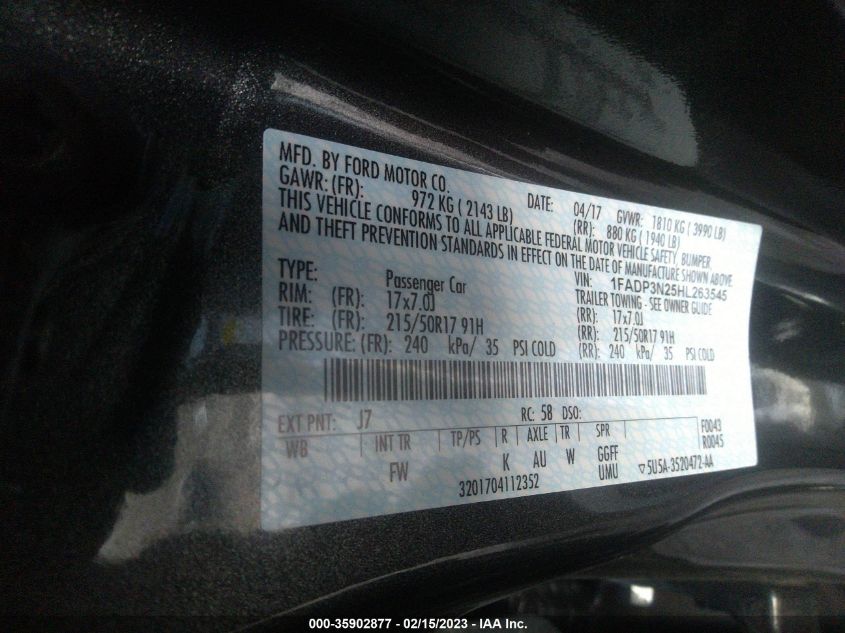 MFD. BY FORD MOTOR CO.
DATE: 04/17 GVWR: 1810 KG ( 3990 LB)
GAWR: (FR): 972 KG ( 2143 LB) (RR): 880 KG ( 1940 LB)
THIS VEHICLE CONFORMS TO ALL APPLICABLE FEDERAL MOTOR VEHICLE SAFETY, BUMPER
AND THEFT PREVENTION STANDARDS IN EFFECT ON THE DATE OF MANUFACTURE SHOWN ABOVE
VIN: 1FADP3N25HL263545
TYPE: Passenger Car TRAILER TOWING - SEE OWNER GUIDE
RIM: (FR): 17x7.0J (RR): 17x7.0J
TIRE: (FR): 215/50R17 91H (RR): 215/50R17 91H
PRESSURE: (FR): 240 kPa/ 35 PSI COLD (RR): 240 kPa/ 35 PSI COLD
EXT PNT: J7 RC: 58 DSO:
WB INT TR TP/PS R AXLE TR SPR F0043
R0045
FW K AU W GGFF
UMU
3201704112352 ▽5U5A-3520472-AA
000-35902877 - 02/15/2023 - IAA Inc.